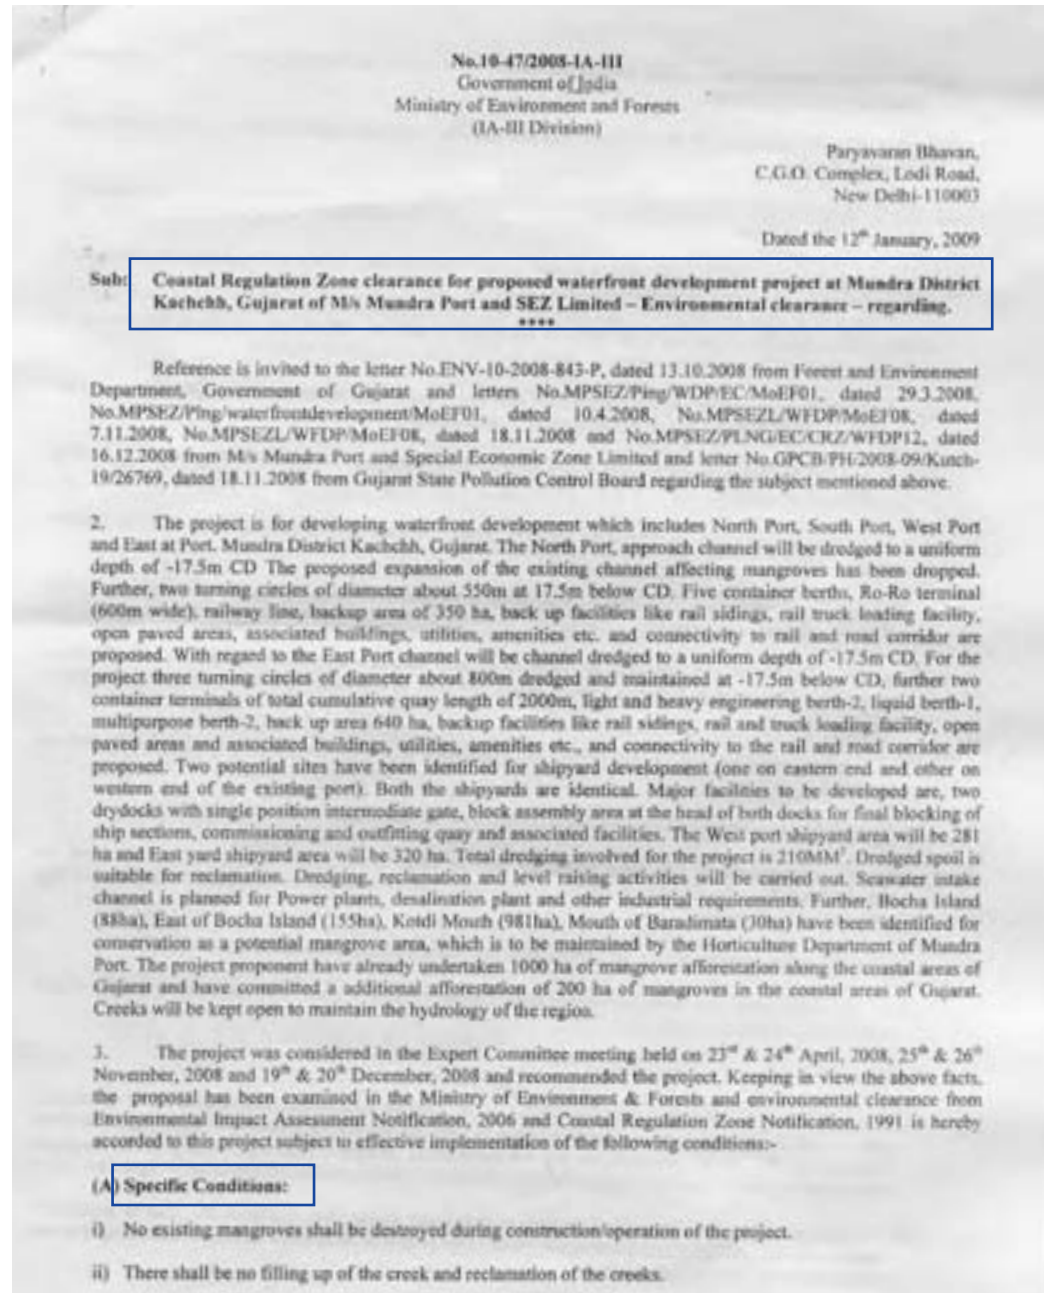 No.10-47/2008-IA-III
Government of India
Ministry of Environment and Forests
(IA-III Division)
Paryavaran Bhavan,
C.G.O. Complex, Lodi Road,
New Delhi-110003
Dated the 12th January, 2009
Sub: Coastal Regulation Zone clearance for proposed waterfront development project at Mundra District
Kachchh, Gujarat of M/s Mundra Port and SEZ Limited – Environmental clearance – regarding.
****
Reference is invited to the letter No.ENV-10-2008-843-P, dated 13.10.2008 from Forest and Environment
Department, Government of Gujarat and letters No.MPSEZ/Plng/WDP/EC/MoEF01, dated 29.3.2008,
No.MPSEZ/Plng/waterfrontdevelopment/MoEF01, dated 10.4.2008, No.MPSEZL/WFDP/MoEF08, dated
7.11.2008, No.MPSEZL/WFDP/MoEF08, dated 18.11.2008 and No.MPSEZ/PLNG/EC/CRZ/WFDP12, dated
16.12.2008 from M/s Mundra Port and Special Economic Zone Limited and letter No.GPCB/PH/2008-09/Kutch-
19/26769, dated 18.11.2008 from Gujarat State Pollution Control Board regarding the subject mentioned above.
2. The project is for developing waterfront development which includes North Port, South Port, West Port
and East at Port. Mundra District Kachchh, Gujarat. The North Port, approach channel will be dredged to a uniform
depth of -17.5m CD The proposed expansion of the existing channel affecting mangroves has been dropped.
Further, two turning circles of diameter about 550m at 17.5m below CD. Five container berths, Ro-Ro terminal
(600m wide), railway line, backup area of 350 ha, back up facilities like rail sidings, rail truck loading facility,
open paved areas, associated buildings, utilities, amenities etc. and connectivity to rail and road corridor are
proposed. With regard to the East Port channel will be channel dredged to a uniform depth of -17.5m CD. For the
project three turning circles of diameter about 800m dredged and maintained at -17.5m below CD, further two
container terminals of total cumulative quay length of 2000m, light and heavy engineering berth-2, liquid berth-1,
multipurpose berth-2, back up area 640 ha, backup facilities like rail sidings, rail and truck loading facility, open
paved areas and associated buildings, utilities, amenities etc., and connectivity to the rail and road corridor are
proposed. Two potential sites have been identified for shipyard development (one on eastern end and other on
western end of the existing port). Both the shipyards are identical. Major facilities to be developed are, two
drydocks with single position intermediate gate, block assembly area at the head of both docks for final blocking of
ship sections, commissioning and outfitting quay and associated facilities. The West port shipyard area will be 281
ha and East yard shipyard area will be 320 ha. Total dredging involved for the project is 210MM³. Dredged spoil is
suitable for reclamation. Dredging, reclamation and level raising activities will be carried out. Seawater intake
channel is planned for Power plants, desalination plant and other industrial requirements. Further, Bocha Island
(88ha), East of Bocha Island (155ha), Kotdi Mouth (981ha), Mouth of Baradimata (30ha) have been identified for
conservation as a potential mangrove area, which is to be maintained by the Horticulture Department of Mundra
Port. The project proponent have already undertaken 1000 ha of mangrove afforestation along the coastal areas of
Gujarat and have committed a additional afforestation of 200 ha of mangroves in the coastal areas of Gujarat.
Creeks will be kept open to maintain the hydrology of the region.
3. The project was considered in the Expert Committee meeting held on 23rd & 24th April, 2008, 25th & 26th
November, 2008 and 19th & 20th December, 2008 and recommended the project. Keeping in view the above facts,
the proposal has been examined in the Ministry of Environment & Forests and environmental clearance from
Environmental Impact Assessment Notification, 2006 and Coastal Regulation Zone Notification, 1991 is hereby
accorded to this project subject to effective implementation of the following conditions:-
(A) Specific Conditions:
i) No existing mangroves shall be destroyed during construction/operation of the project.
ii) There shall be no filling up of the creek and reclamation of the creeks.